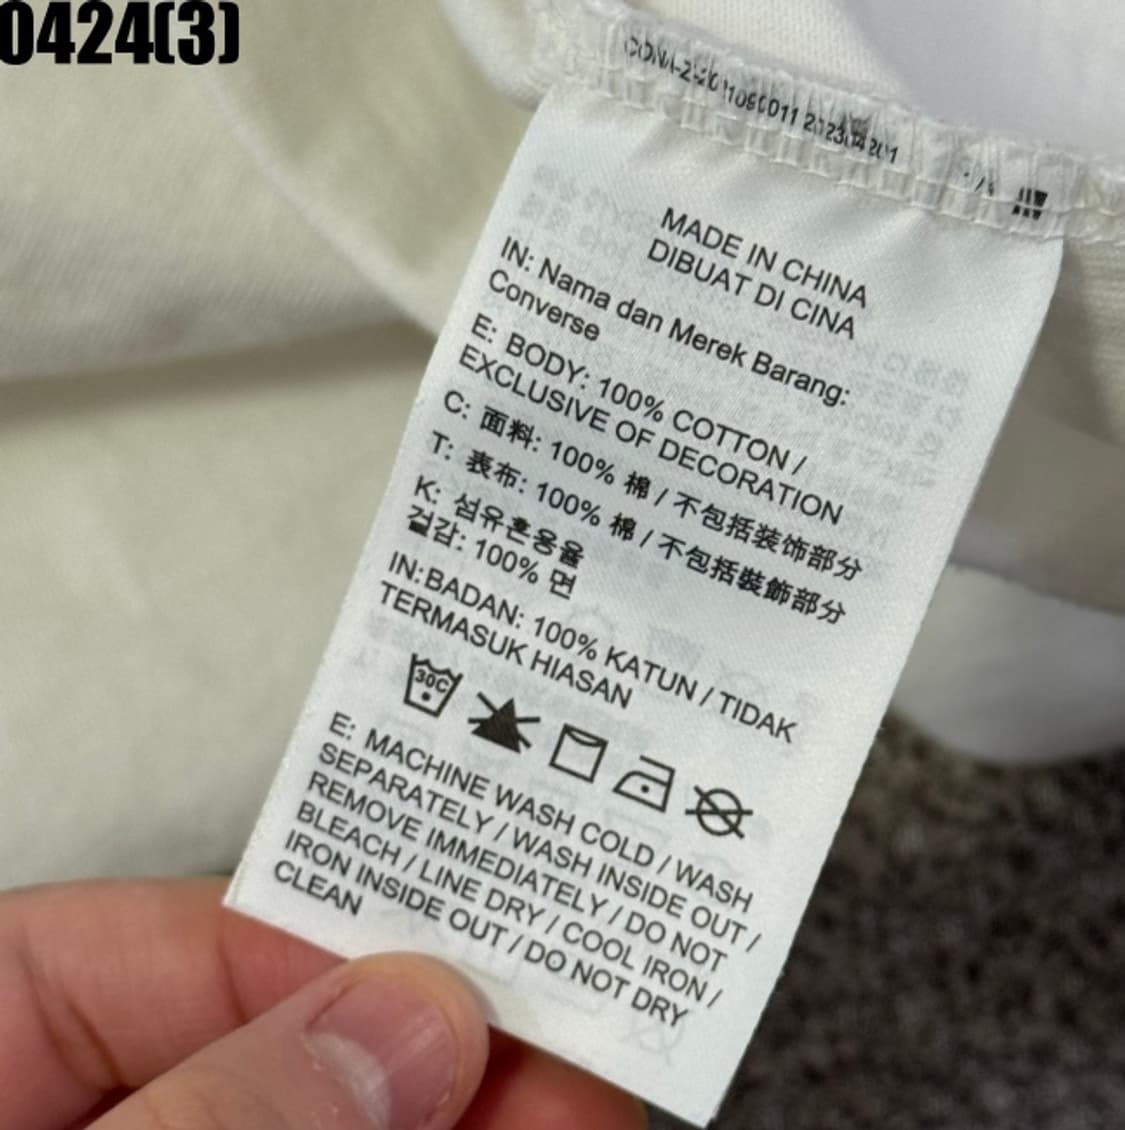 0424(3)
MADE IN CHINA
DIBUAT DI CINA
IN: Nama dan Merek Barang:
Converse
E: BODY: 100% COTTON /
EXCLUSIVE OF DECORATION
C: 面料: 100% 棉 / 不包括装饰部分
T: 表布: 100% 棉 / 不包括裝飾部分
K: 섬유혼용율
겉감: 100% 면
IN: BADAN: 100% KATUN / TIDAK
TERMASUK HIASAN
30C
E: MACHINE WASH COLD / WASH
SEPARATELY / WASH INSIDE OUT /
REMOVE IMMEDIATELY / DO NOT
BLEACH / LINE DRY / COOL IRON /
IRON INSIDE OUT / DO NOT DRY
CLEAN